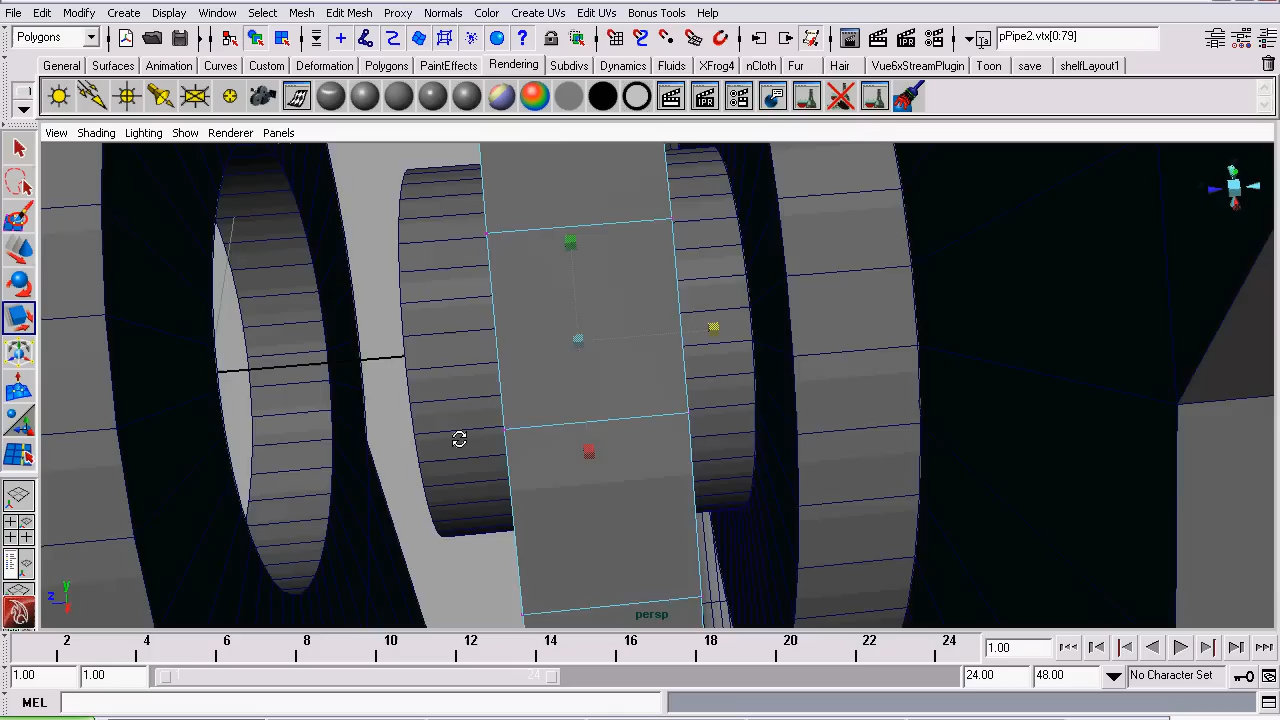 File Edit Modify Create Display Window Select Mesh Edit Mesh Proxy Normals Color Create UVs Edit UVs Bonus Tools Help
Polygons pPipe2.vtx[0:79]
General Surfaces Animation Curves Custom Deformation Polygons PaintEffects Rendering Subdivs Dynamics Fluids XFrog4 nCloth Fur Hair Vue6xStreamPlugin Toon save shelfLayout1
IPR IPR
View Shading Lighting Show Renderer Panels
y
z
persp
2 4 6 8 10 12 14 16 18 20 22 24 1.00
1.00 1.00 24 24.00 48.00 No Character Set
MEL